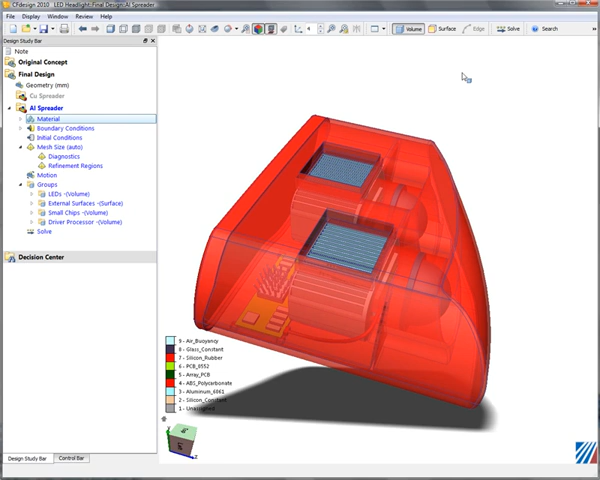 CFdesign 2010   LED Headlight:Final Design:Al Spreader
File Display Window Review Help
4 Volume Surface Edge Solve Search
Design Study Bar
Note
Original Concept
Final Design
Geometry (mm)
Cu Spreader
Al Spreader
Material
Boundary Conditions
Initial Conditions
Mesh Size (auto)
Diagnostics
Refinement Regions
Motion
Groups
LEDs -(Volume)
External Surfaces -(Surface)
Small Chips -(Volume)
Driver Processor -(Volume)
Solve
Decision Center
9 - Air_Buoyancy
8 - Glass_Constant
7 - Silicon_Rubber
6 - PCB_8552
5 - Array_PCB
4 - ABS_Polycarbonate
3 - Aluminum_6061
2 - Silicon_Constant
1 - Unassigned
Z
Design Study Bar Control Bar